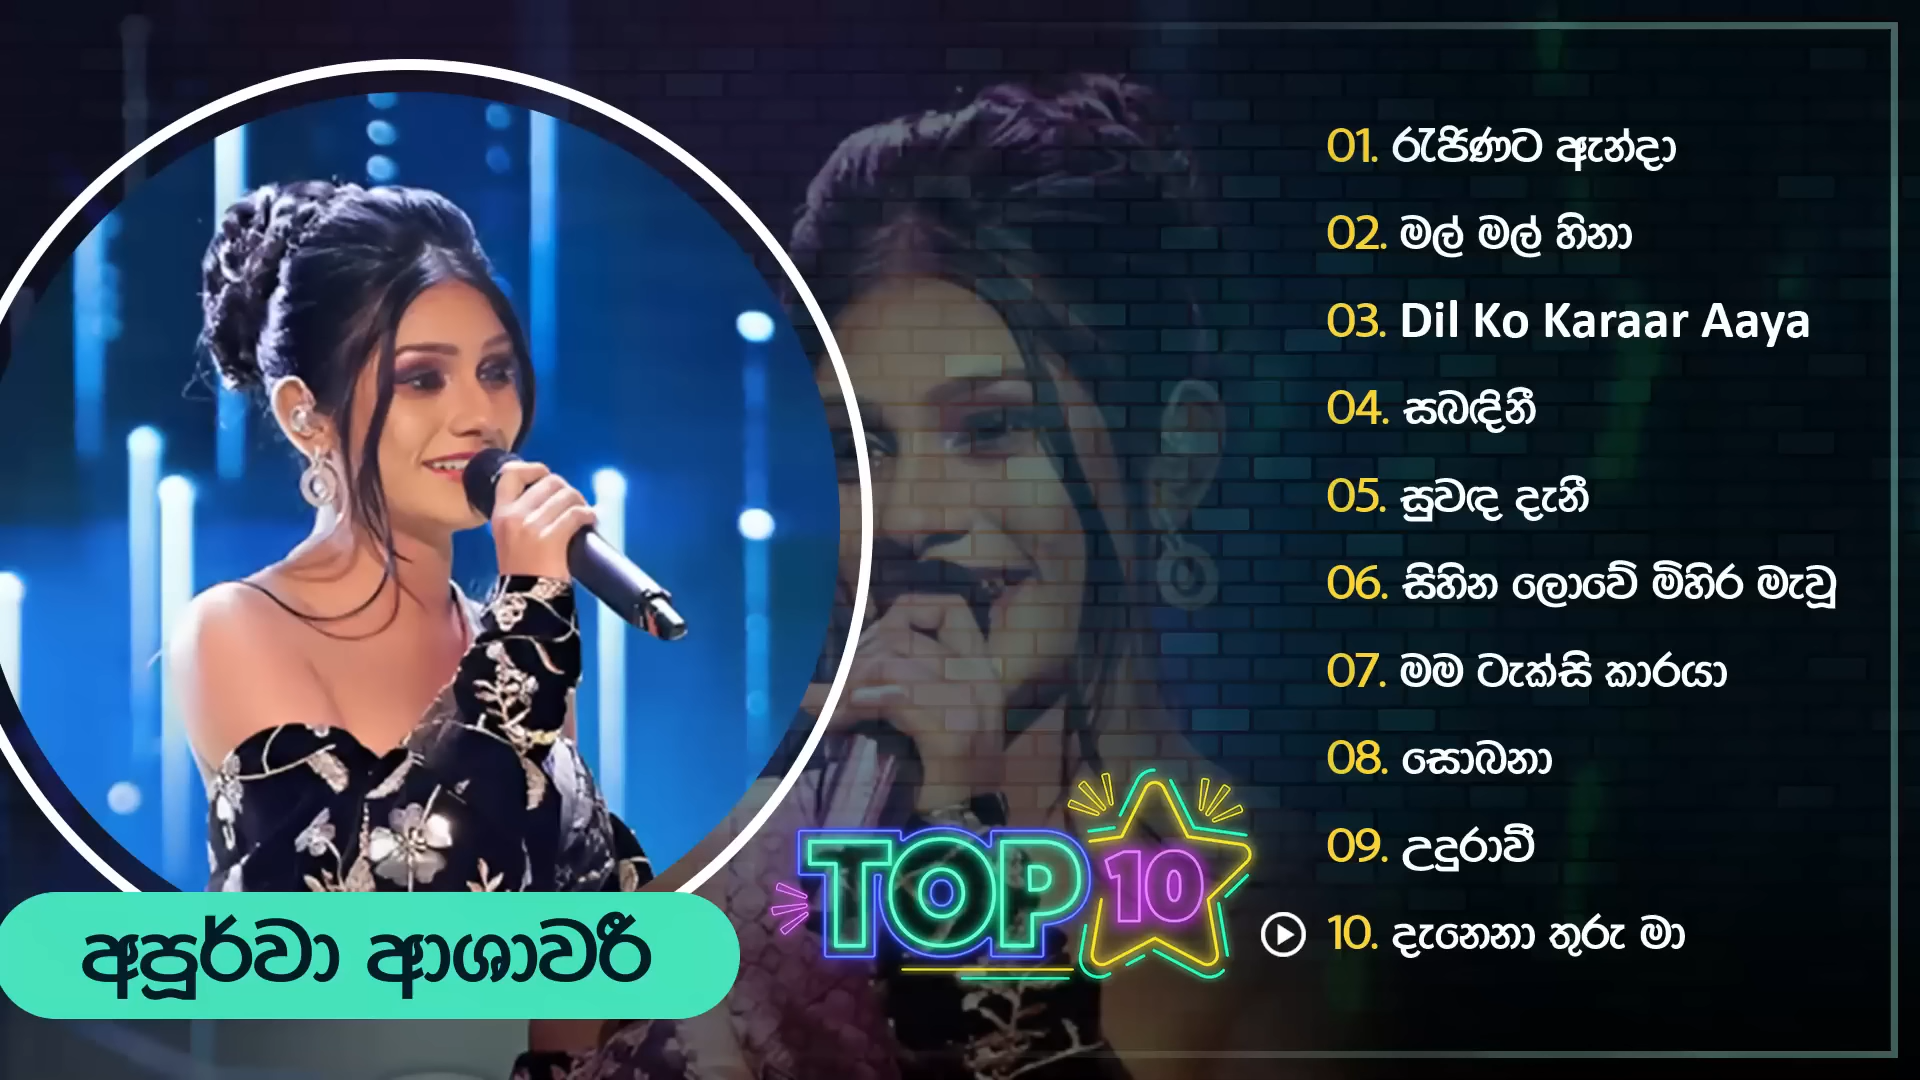 01. රැජිණට ඇන්දා
02. මල් මල් හිනා
03. Dil Ko Karaar Aaya
04. සබඳිනී
05. සුවඳ දැනී
06. සිහින ලොවේ මිහිර මැවූ
07. මම ටැක්සි කාරයා
08. සොබනා
09. උදුරාවී
10. දැනෙනා තුරු මා
TOP 10
අපූර්වා ආශාවරී